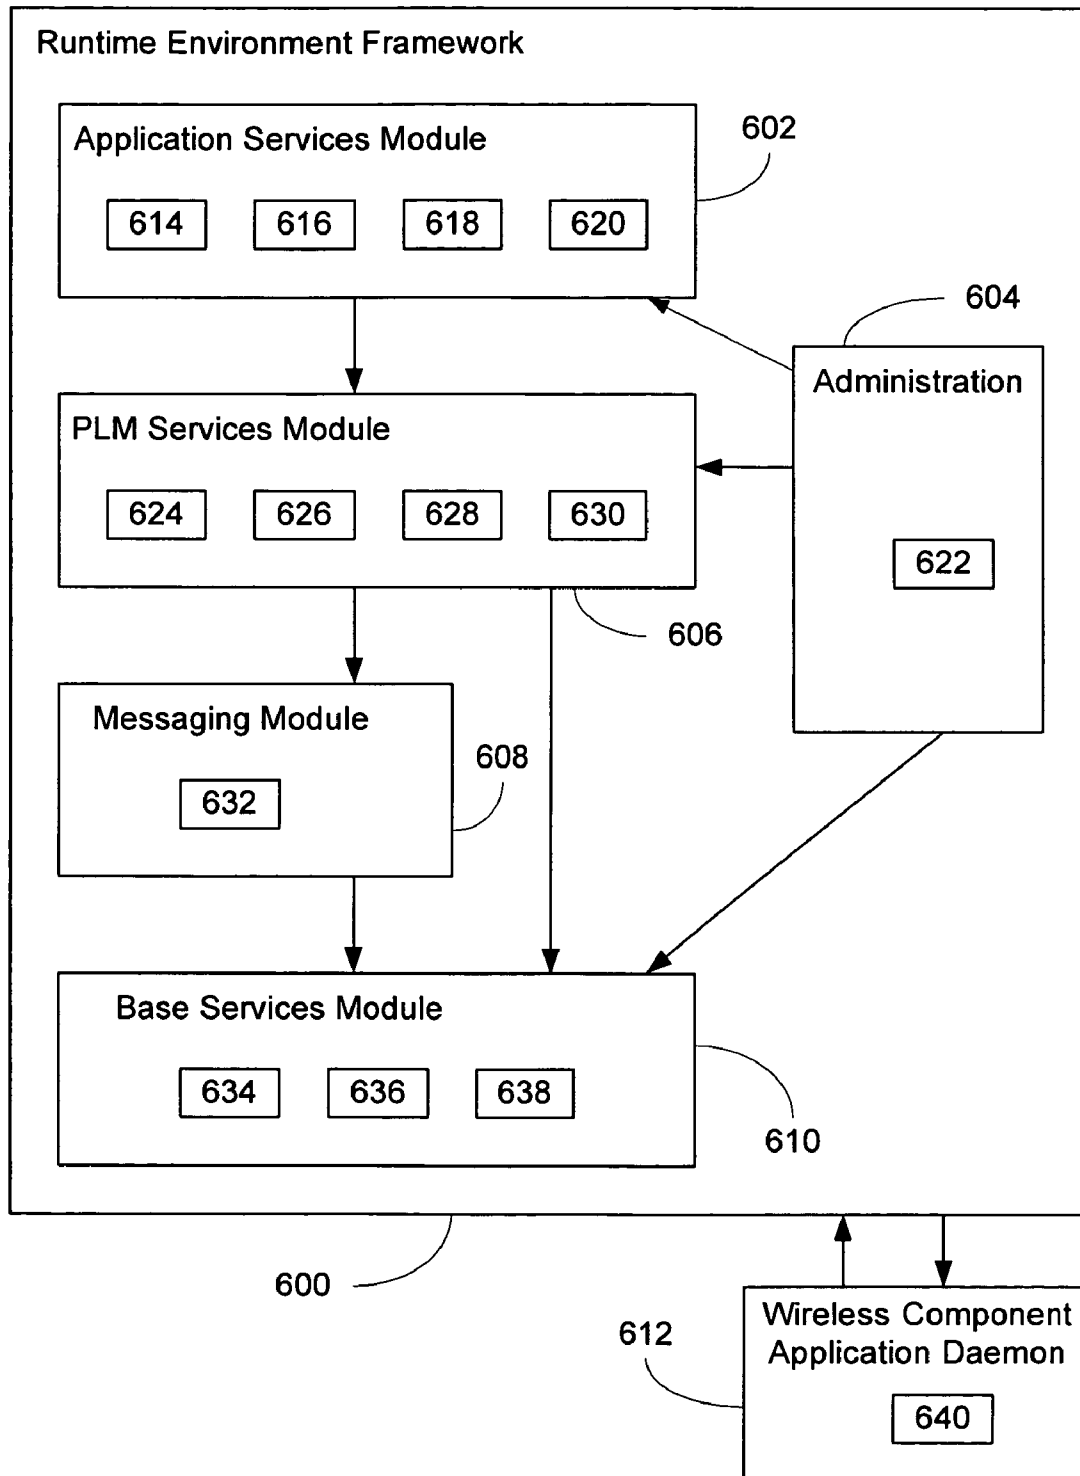 Runtime Environment Framework
Application Services Module
602
614 616 618 620
604
Administration
PLM Services Module
624 626 628 630
622
606
Messaging Module
608
632
Base Services Module
634 636 638
610
600
Wireless Component
Application Daemon
612
640